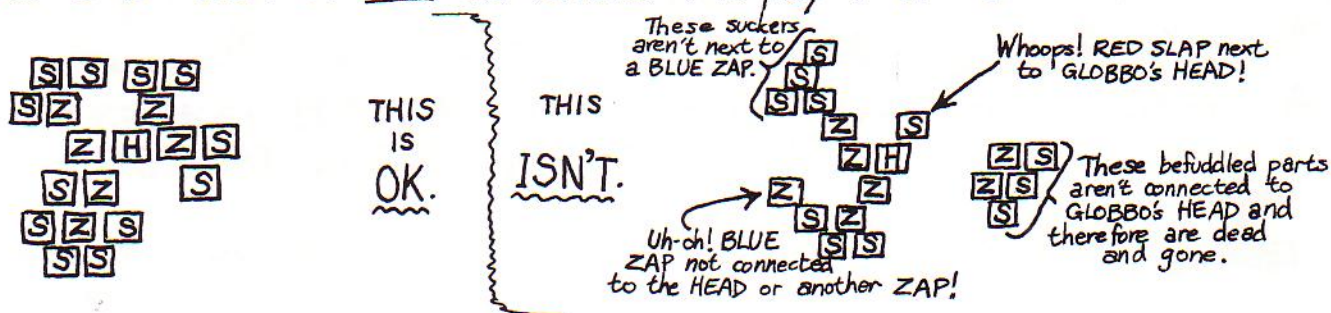 S S S S
S Z Z
Z H Z S
S Z S
S Z S
S S
THIS
IS
OK.
THIS
ISN'T.
These suckers
aren't next to
a BLUE ZAP.
S
S
S S
Z S
Z H
Z Z
S Z
S S
Whoops! RED SLAP next
to GLOBBO's HEAD!
Uh-oh! BLUE
ZAP not connected
to the HEAD or another ZAP!
Z S
Z S
S
These befuddled parts
aren't connected to
GLOBBO's HEAD and
therefore are dead
and gone.